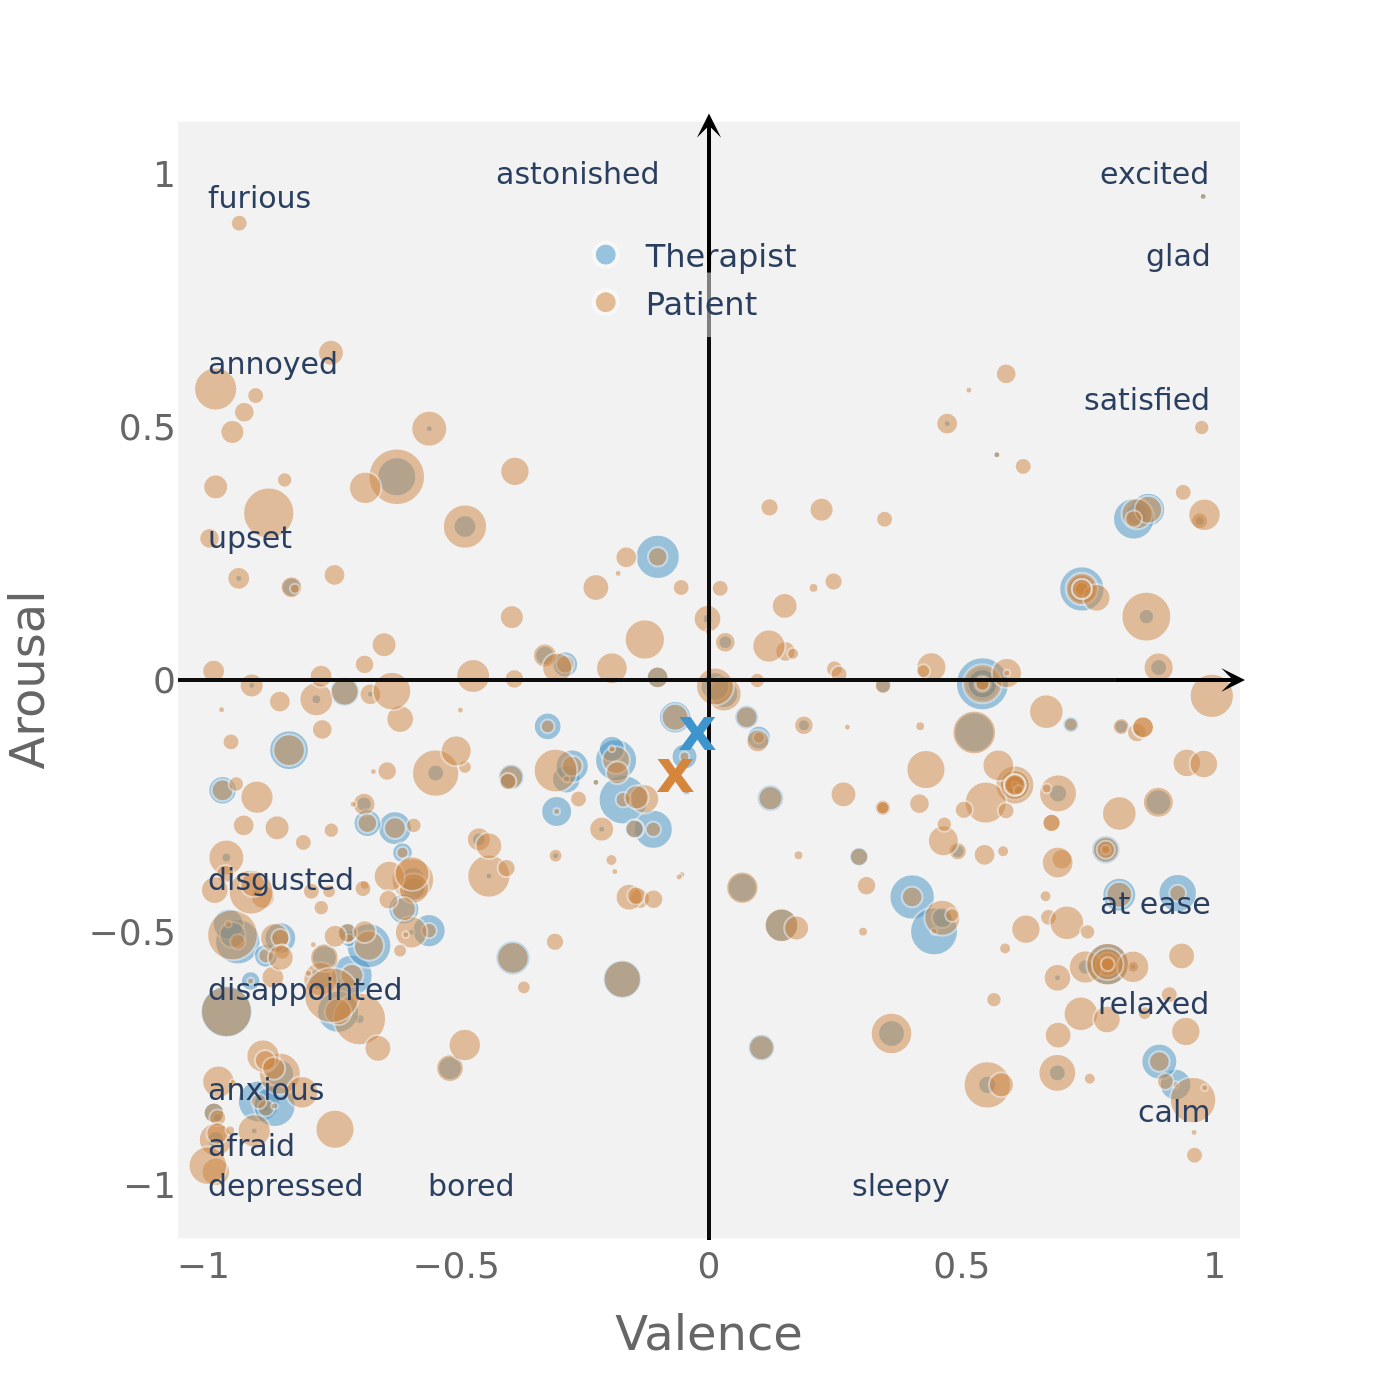 1
astonished
excited
furious
Therapist
glad
Patient
annoyed
satisfied
0.5
upset
0
Arousal
X
X
disgusted
at ease
−0.5
disappointed
relaxed
anxious
calm
afraid
−1
depressed
bored
sleepy
−1
−0.5
0
0.5
1
Valence